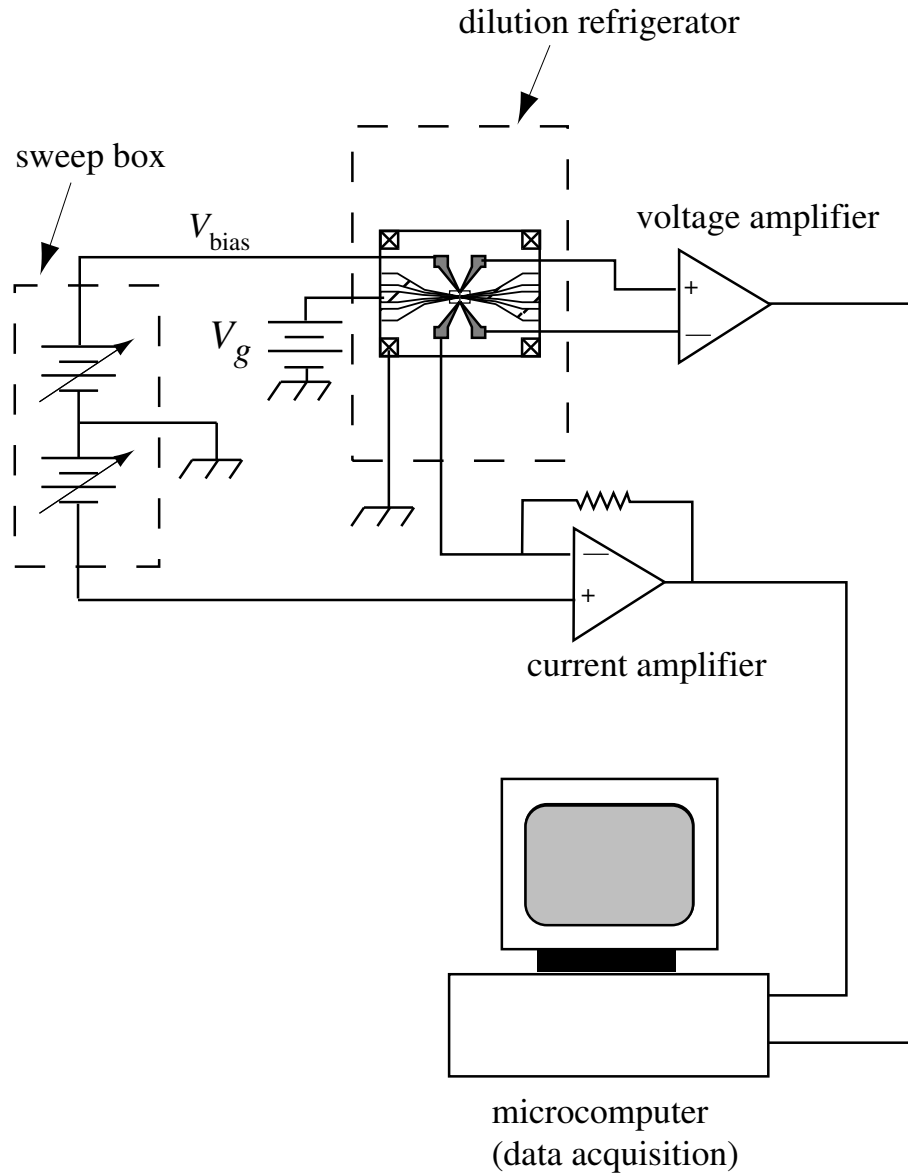 dilution refrigerator
sweep box
V_bias
voltage amplifier
+
—
V_g
—
+
current amplifier
microcomputer
(data acquisition)